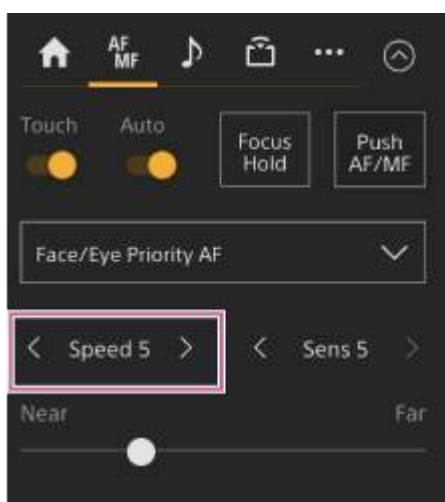 AF
MF
Touch Auto
Focus
Hold
Push
AF/MF
Face/Eye Priority AF
Speed 5
Sens 5
Near Far